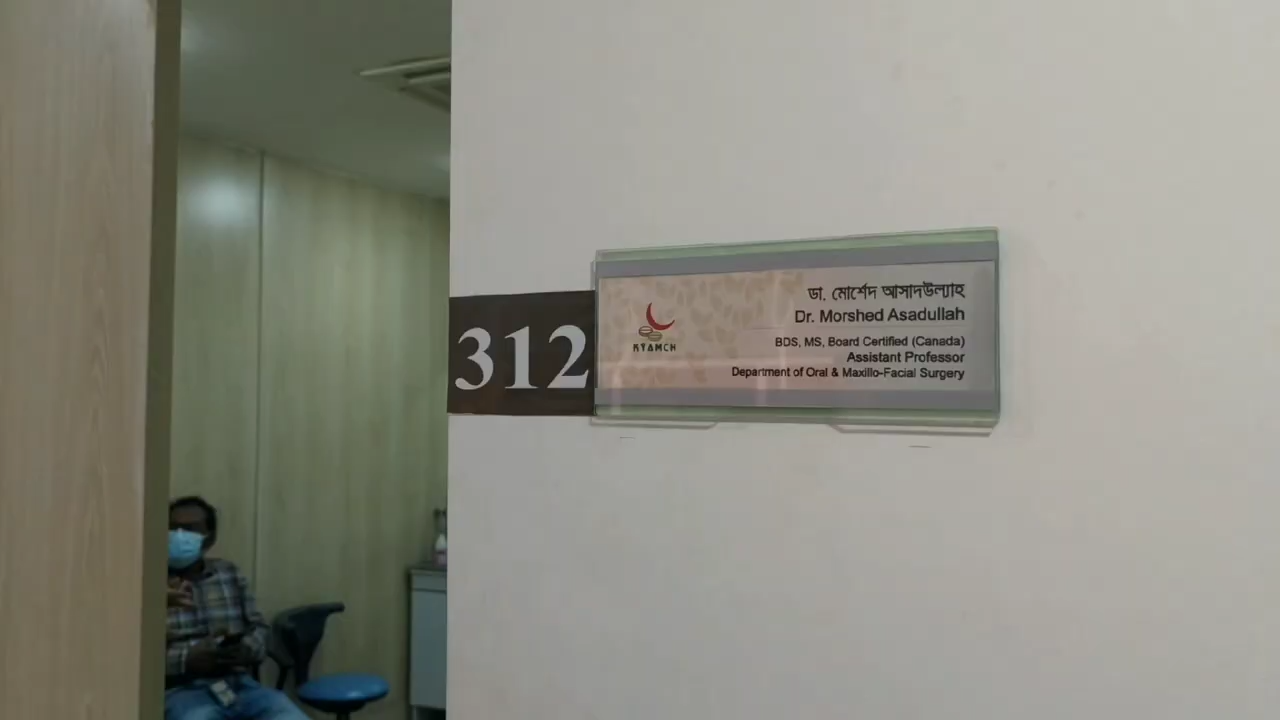 312
KYAMCH
ডা. মোর্শেদ আসাদউল্যাহ
Dr. Morshed Asadullah
BDS, MS, Board Certified (Canada)
Assistant Professor
Department of Oral & Maxillo-Facial Surgery